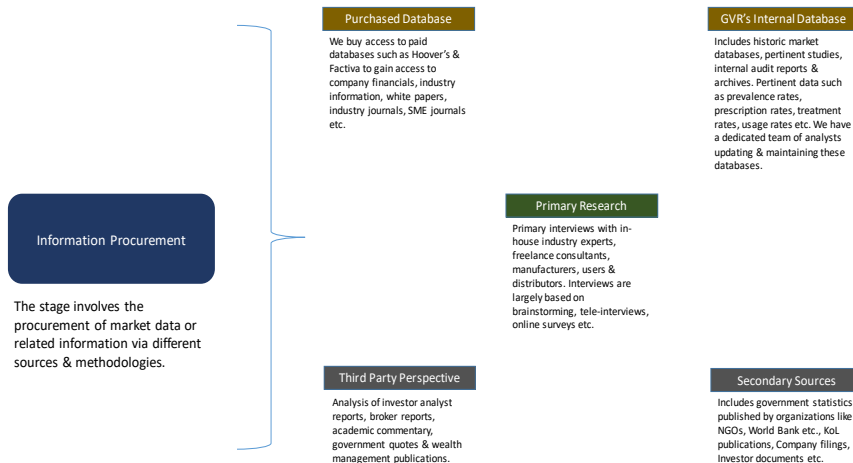 Purchased Database
We buy access to paid
databases such as Hoover's &
Factiva to gain access to
company financials, industry
information, white papers,
industry journals, SME journals
etc.
GVR's Internal Database
Includes historic market
databases, pertinent studies,
internal audit reports &
archives. Pertinent data such
as prevalence rates,
prescription rates, treatment
rates, usage rates etc. We have
a dedicated team of analysts
updating & maintaining these
databases.
Information Procurement
The stage involves the
procurement of market data or
related information via different
sources & methodologies.
Primary Research
Primary interviews with in-
house industry experts,
freelance consultants,
manufacturers, users &
distributors. Interviews are
largely based on
brainstorming, tele-interviews,
online surveys etc.
Third Party Perspective
Analysis of investor analyst
reports, broker reports,
academic commentary,
government quotes & wealth
management publications.
Secondary Sources
Includes government statistics
published by organizations like
NGOs, World Bank etc., KoL
publications, Company filings,
Investor documents etc.